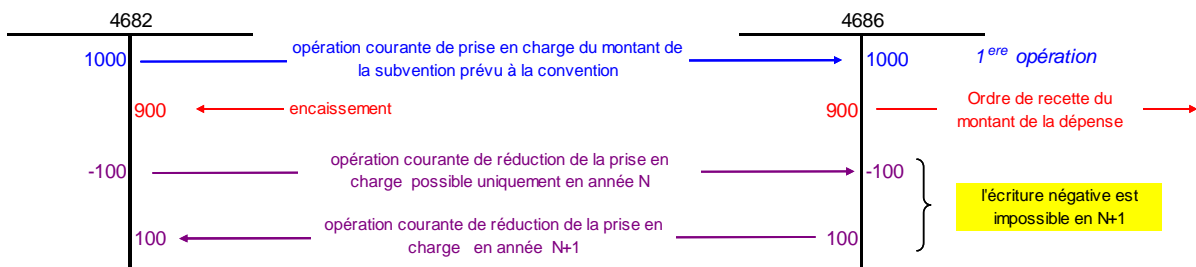 4682
4686
1000
opération courante de prise en charge du montant de
la subvention prévu à la convention
1000
1ere opération
900
encaissement
900
Ordre de recette du
montant de la dépense
-100
opération courante de réduction de la prise en
charge possible uniquement en année N
-100
l'écriture négative est
impossible en N+1
100
opération courante de réduction de la prise en
charge en année N+1
100